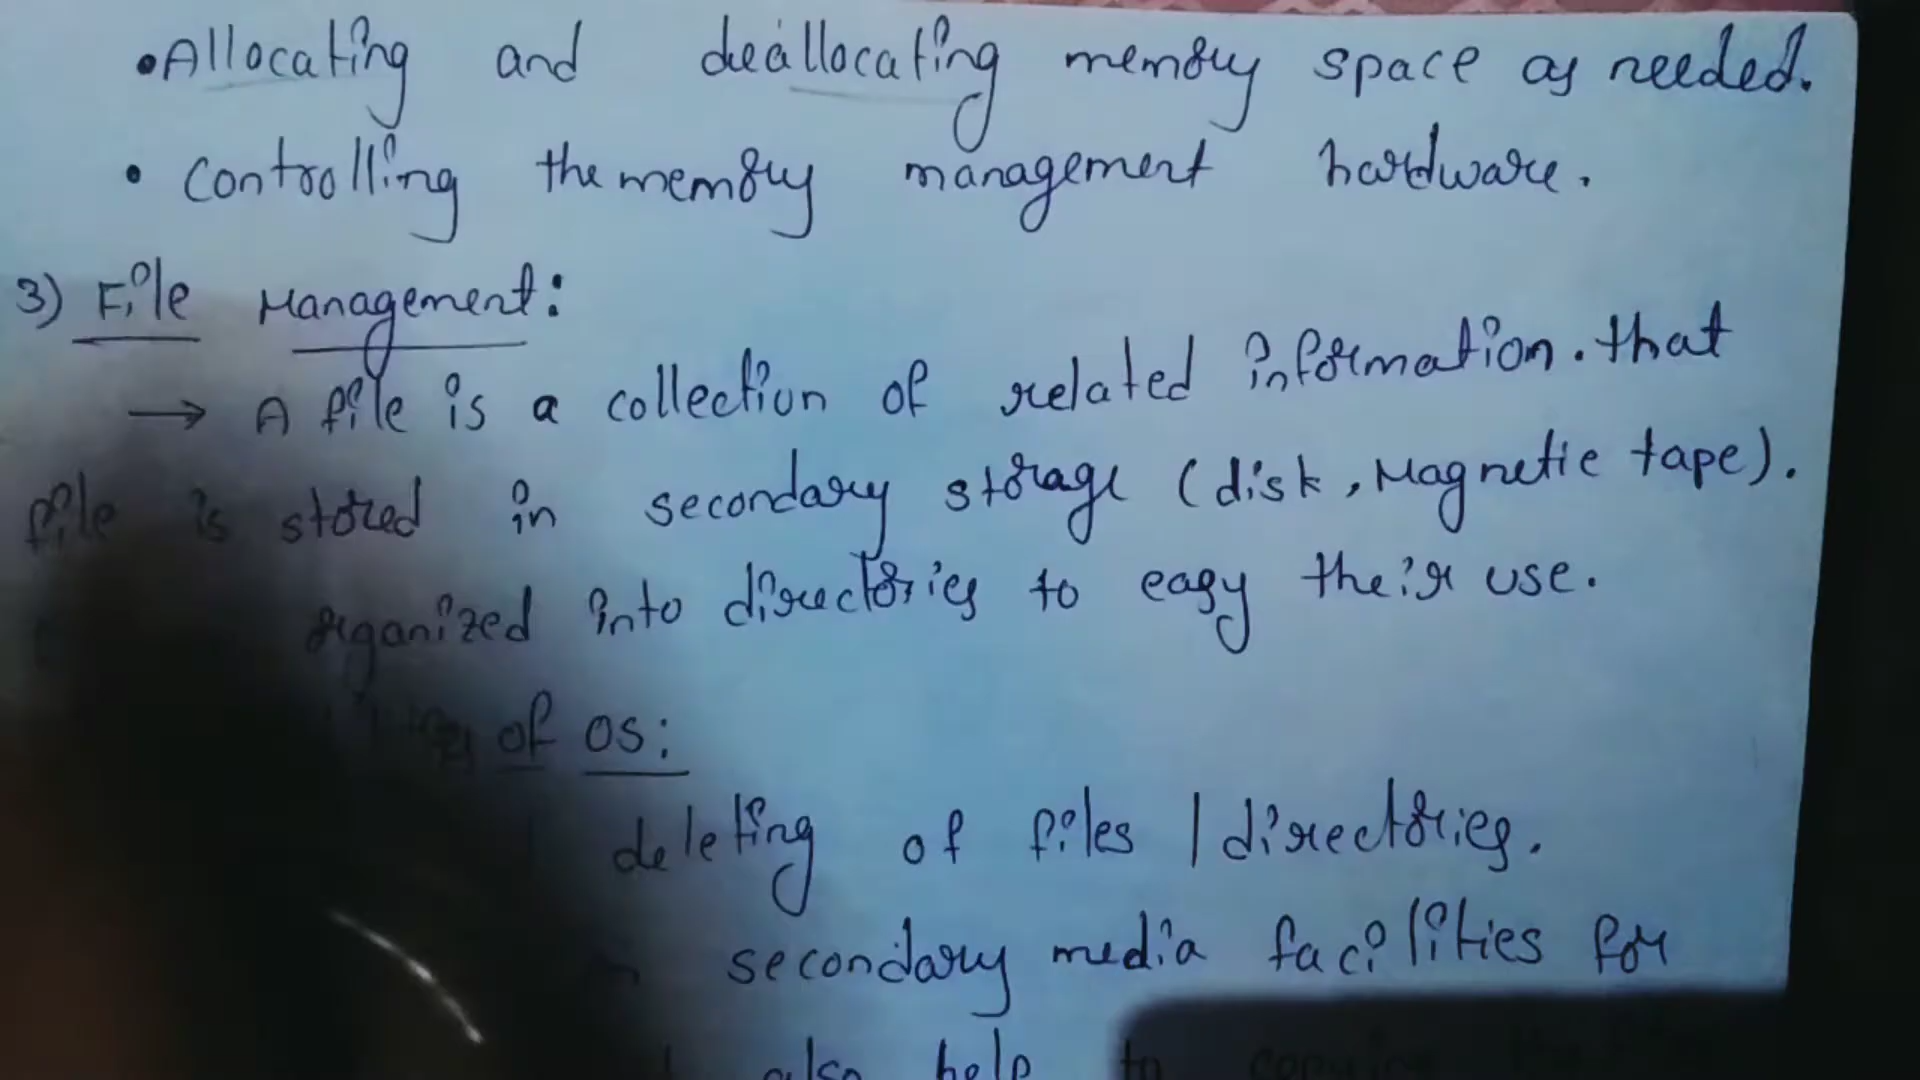 •Allocating and deallocating memory space as needed.
• Controlling the memory management hardware.
3) File Management:
→ A file is a collection of related information. that
file is stored in secondary storage (disk, Magnetic tape).
organized into directories to easy their use.
of OS:
deleting of files / directories.
secondary media facilities for
also help to